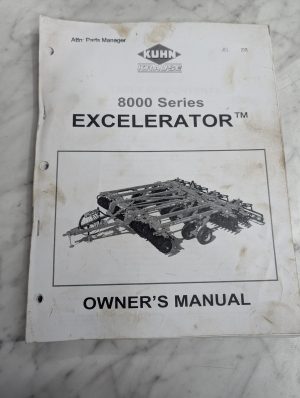 Attn: Parts Manager
KUHN
KRAUSE
8000 Series
EXCELERATOR™
OWNER'S MANUAL